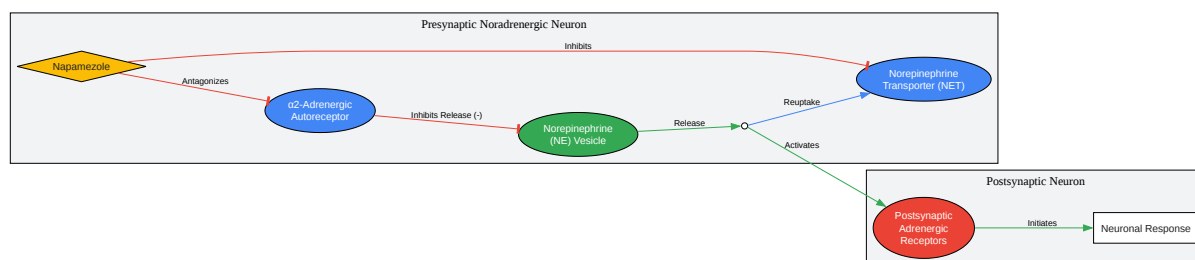 Presynaptic Noradrenergic Neuron
Inhibits
Napamezole
Antagonizes
α2-Adrenergic
Autoreceptor
Inhibits Release (-)
Norepinephrine
(NE) Vesicle
Release
Reuptake
Norepinephrine
Transporter (NET)
Activates
Postsynaptic Neuron
Postsynaptic
Adrenergic
Receptors
Initiates
Neuronal Response